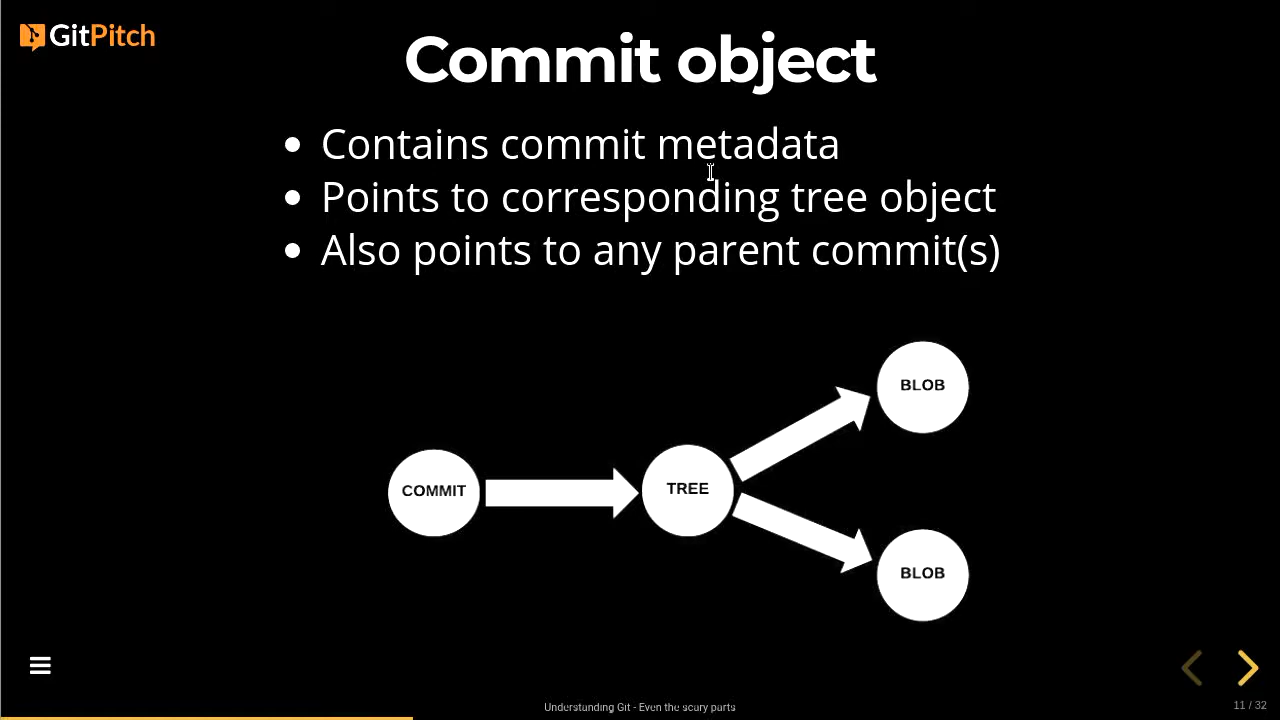 GitPitch
Commit object
• Contains commit metadata
• Points to corresponding tree object
• Also points to any parent commit(s)
BLOB
COMMIT
TREE
BLOB
Understanding Git - Even the scury parts
11 / 32